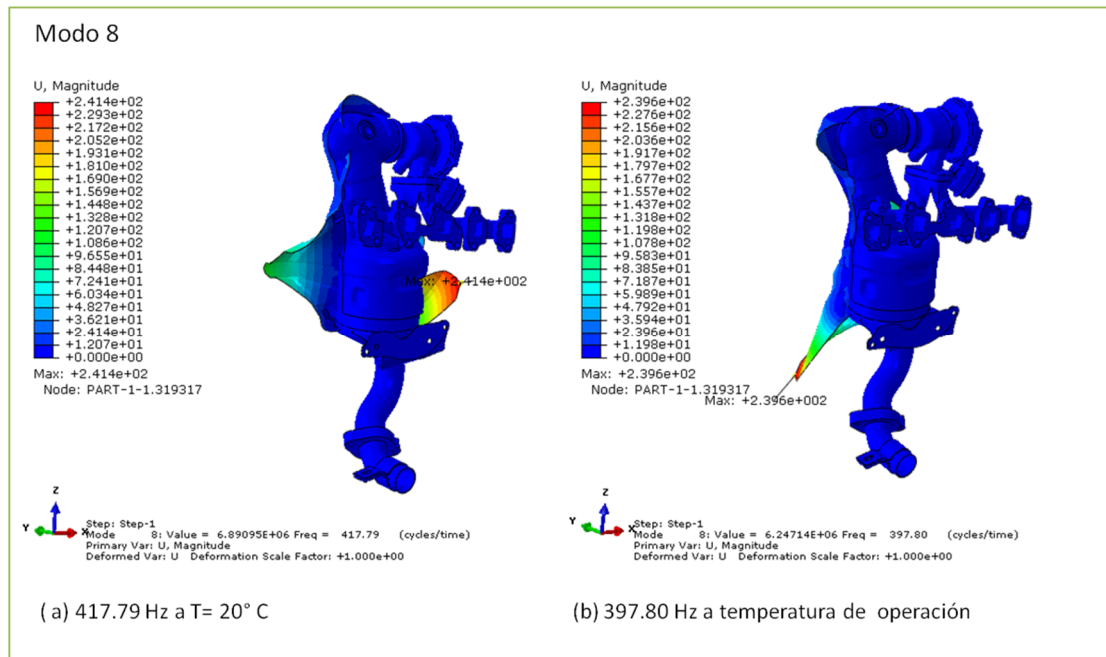 Modo 8
U, Magnitude
+2.414e+02
+2.293e+02
+2.172e+02
+2.052e+02
+1.931e+02
+1.810e+02
+1.690e+02
+1.569e+02
+1.448e+02
+1.328e+02
+1.207e+02
+1.086e+02
+9.655e+01
+8.448e+01
+7.241e+01
+6.034e+01
+4.827e+01
+3.621e+01
+2.414e+01
+1.207e+01
+0.000e+00
Max: +2.414e+02
Node: PART-1-1.319317
Max: +2.414e+002
Z
Y
X
Step: Step-1
Mode 8: Value = 6.89095E+06 Freq = 417.79 (cycles/time)
Primary Var: U, Magnitude
Deformed Var: U Deformation Scale Factor: +1.000e+00
( a) 417.79 Hz a T= 20° C
U, Magnitude
+2.396e+02
+2.276e+02
+2.156e+02
+2.036e+02
+1.917e+02
+1.797e+02
+1.677e+02
+1.557e+02
+1.437e+02
+1.318e+02
+1.198e+02
+1.078e+02
+9.583e+01
+8.385e+01
+7.187e+01
+5.989e+01
+4.792e+01
+3.594e+01
+2.396e+01
+1.198e+01
+0.000e+00
Max: +2.396e+02
Node: PART-1-1.319317
Max: +2.396e+002
Z
Y
X
Step: Step-1
Mode 8: Value = 6.24714E+06 Freq = 397.80 (cycles/time)
Primary Var: U, Magnitude
Deformed Var: U Deformation Scale Factor: +1.000e+00
(b) 397.80 Hz a temperatura de operación